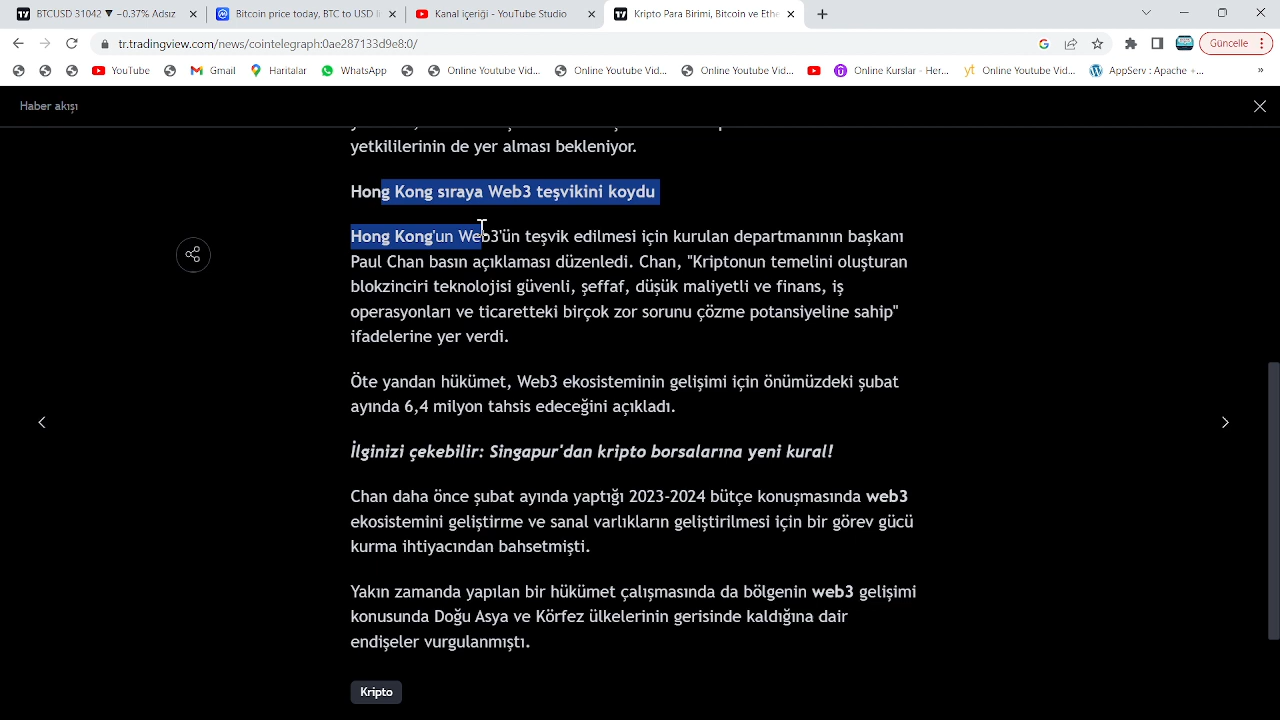 BTCUSD 31042 ▼ −0.37% Adsız
Bitcoin price today, BTC to USD li
Kanal içeriği - YouTube Studio
Kripto Para Birimi, Bitcoin ve Ethe
tr.tradingview.com/news/cointelegraph:0ae287133d9e8:0/
Güncelle
YouTube
Gmail
Haritalar
WhatsApp
Online Youtube Vid...
Online Youtube Vid...
Online Youtube Vid...
Online Kurslar - Her...
Online Youtube Vid...
AppServ : Apache +...
Haber akışı
yetkililerinin de yer alması bekleniyor.
Hong Kong sıraya Web3 teşvikini koydu
Hong Kong'un Web3'ün teşvik edilmesi için kurulan departmanının başkanı
Paul Chan basın açıklaması düzenledi. Chan, "Kriptonun temelini oluşturan
blokzinciri teknolojisi güvenli, şeffaf, düşük maliyetli ve finans, iş
operasyonları ve ticaretteki birçok zor sorunu çözme potansiyeline sahip"
ifadelerine yer verdi.
Öte yandan hükümet, Web3 ekosisteminin gelişimi için önümüzdeki şubat
ayında 6,4 milyon tahsis edeceğini açıkladı.
İlginizi çekebilir: Singapur'dan kripto borsalarına yeni kural!
Chan daha önce şubat ayında yaptığı 2023-2024 bütçe konuşmasında web3
ekosistemini geliştirme ve sanal varlıkların geliştirilmesi için bir görev gücü
kurma ihtiyacından bahsetmişti.
Yakın zamanda yapılan bir hükümet çalışmasında da bölgenin web3 gelişimi
konusunda Doğu Asya ve Körfez ülkelerinin gerisinde kaldığına dair
endişeler vurgulanmıştı.
Kripto